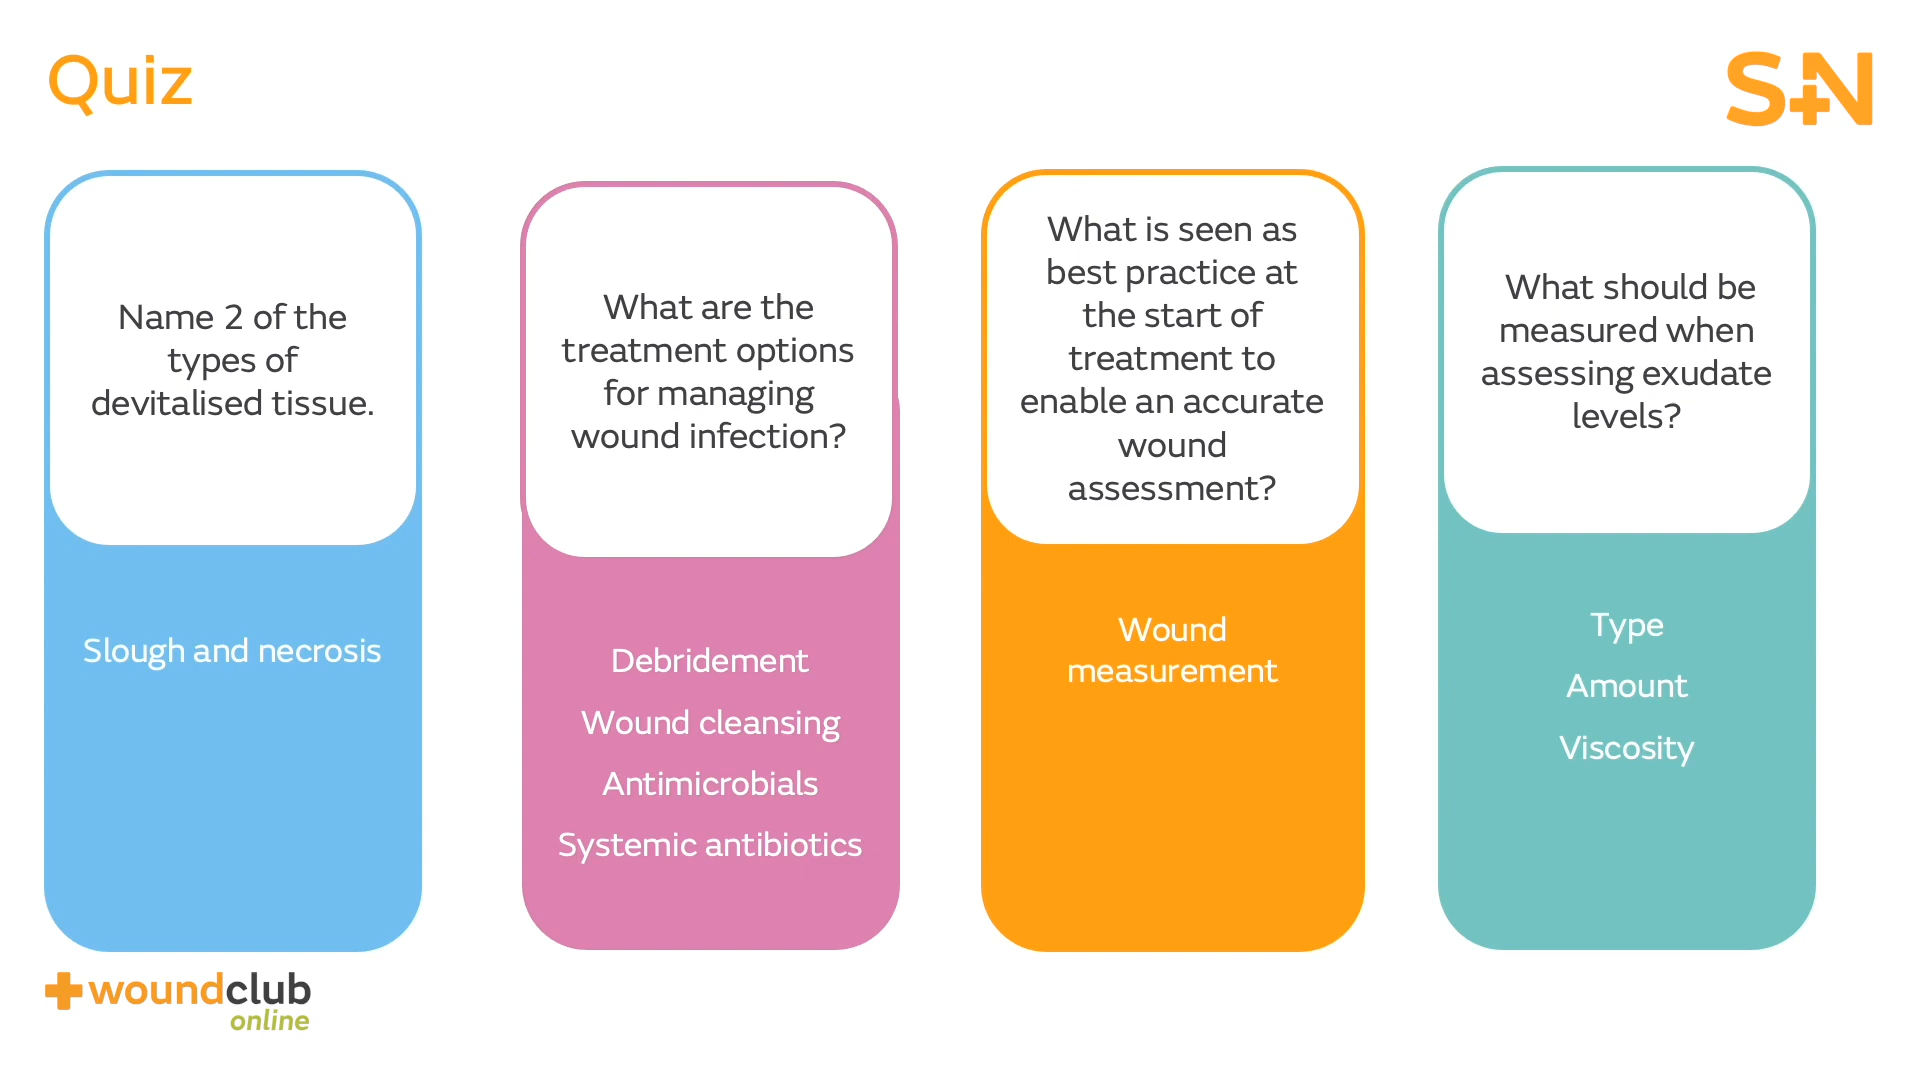 Quiz
S+N
Name 2 of the
types of
devitalised tissue.
Slough and necrosis
What are the
treatment options
for managing
wound infection?
Debridement
Wound cleansing
Antimicrobials
Systemic antibiotics
What is seen as
best practice at
the start of
treatment to
enable an accurate
wound
assessment?
Wound
measurement
What should be
measured when
assessing exudate
levels?
Type
Amount
Viscosity
woundclub
online